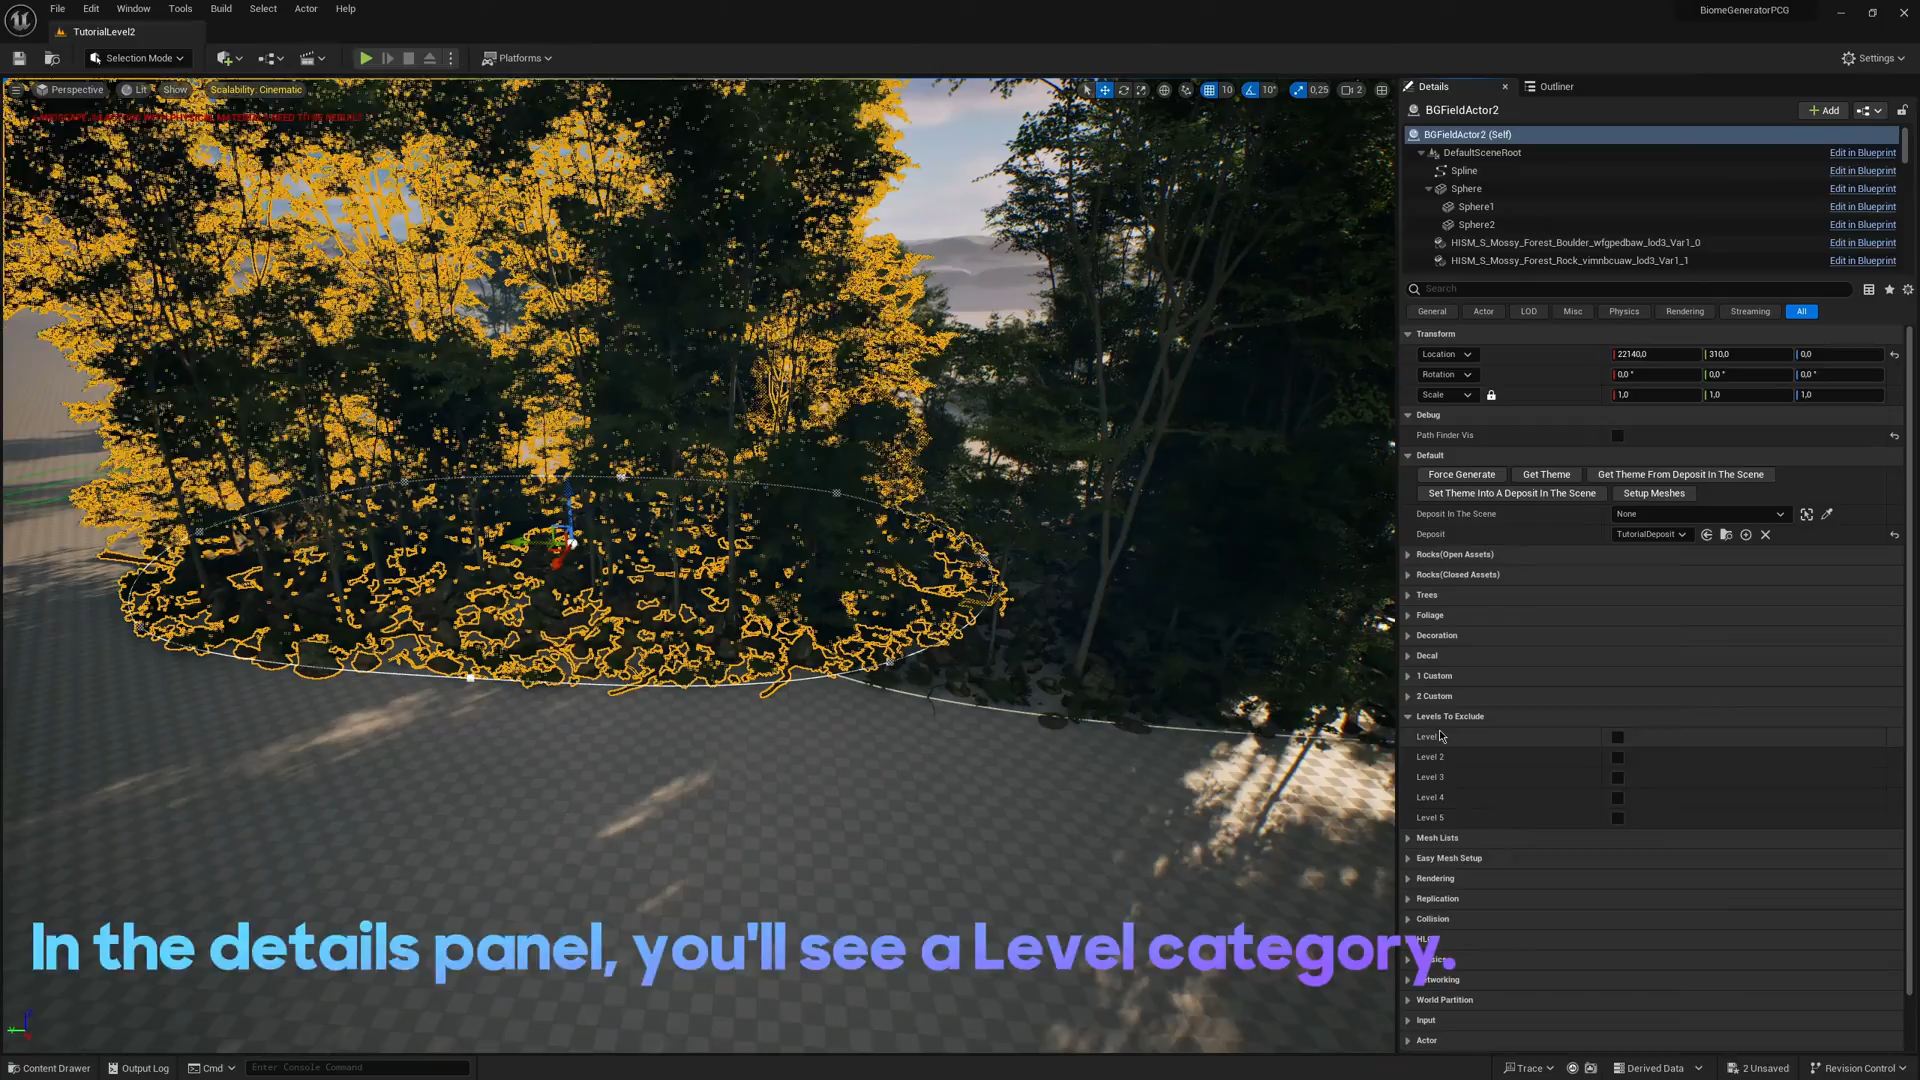 File Edit Window Tools Build Select Actor Help
BiomeGeneratorPCG
TutorialLevel2
Selection Mode
Platforms
Settings
Perspective Lit Show Scalability: Cinematic
10 10° 0,25 2
Details Outliner
BGFieldActor2
Add
BGFieldActor2 (Self)
DefaultSceneRoot Edit in Blueprint
Spline Edit in Blueprint
Sphere Edit in Blueprint
Sphere1 Edit in Blueprint
Sphere2 Edit in Blueprint
HISM_S_Mossy_Forest_Boulder_wfgpedbaw_lod3_Var1_0 Edit in Blueprint
HISM_S_Mossy_Forest_Rock_vimnbcuaw_lod3_Var1_1 Edit in Blueprint
Search
General Actor LOD Misc Physics Rendering Streaming All
Transform
Location 22140,0 310,0 0,0
Rotation 0,0 ° 0,0 ° 0,0 °
Scale 1,0 1,0 1,0
Debug
Path Finder Vis
Default
Force Generate Get Theme Get Theme From Deposit In The Scene
Set Theme Into A Deposit In The Scene Setup Meshes
Deposit In The Scene None
Deposit TutorialDeposit
Rocks(Open Assets)
Rocks(Closed Assets)
Trees
Foliage
Decoration
Decal
1 Custom
2 Custom
Levels To Exclude
Level
Level 2
Level 3
Level 4
Level 5
Mesh Lists
Easy Mesh Setup
Rendering
Replication
Collision
In the details panel, you'll see a Level category.
World Partition
Input
Actor
Content Drawer Output Log Cmd Enter Console Command
Trace Derived Data 2 Unsaved Revision Control